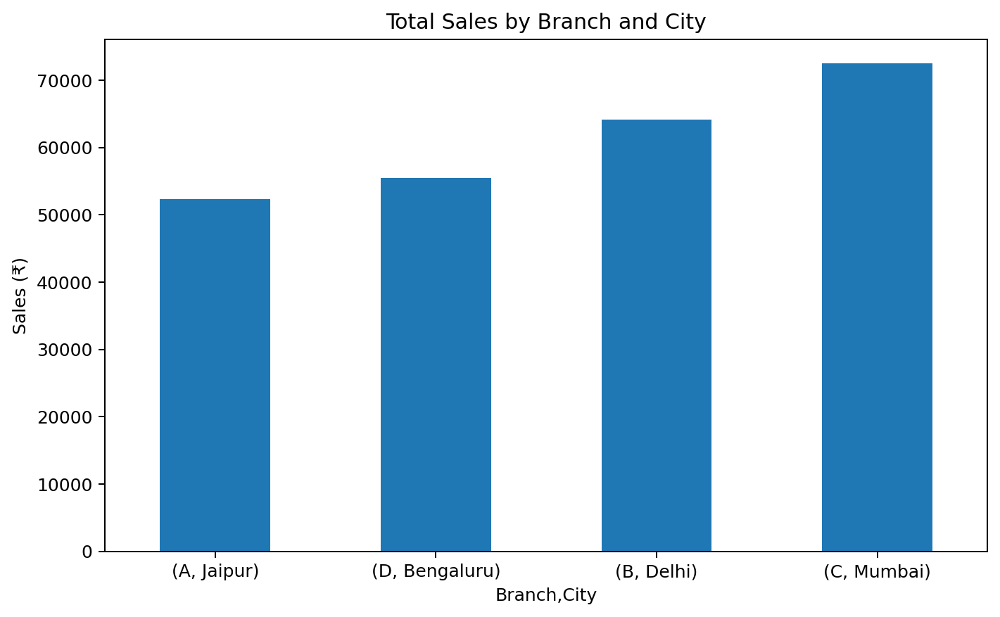 Total Sales by Branch and City
70000
60000
50000
40000
30000
20000
10000
0
Sales (₹)
(A, Jaipur) (D, Bengaluru) (B, Delhi) (C, Mumbai)
Branch,City